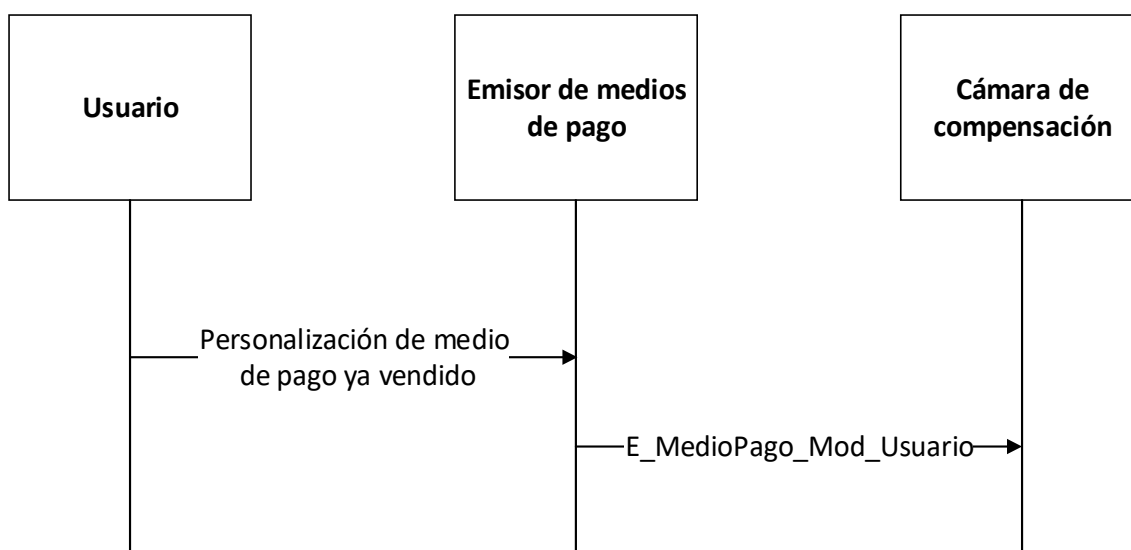 Usuario
Emisor de medios
de pago
Cámara de
compensación
Personalización de medio
de pago ya vendido
E_MedioPago_Mod_Usuario